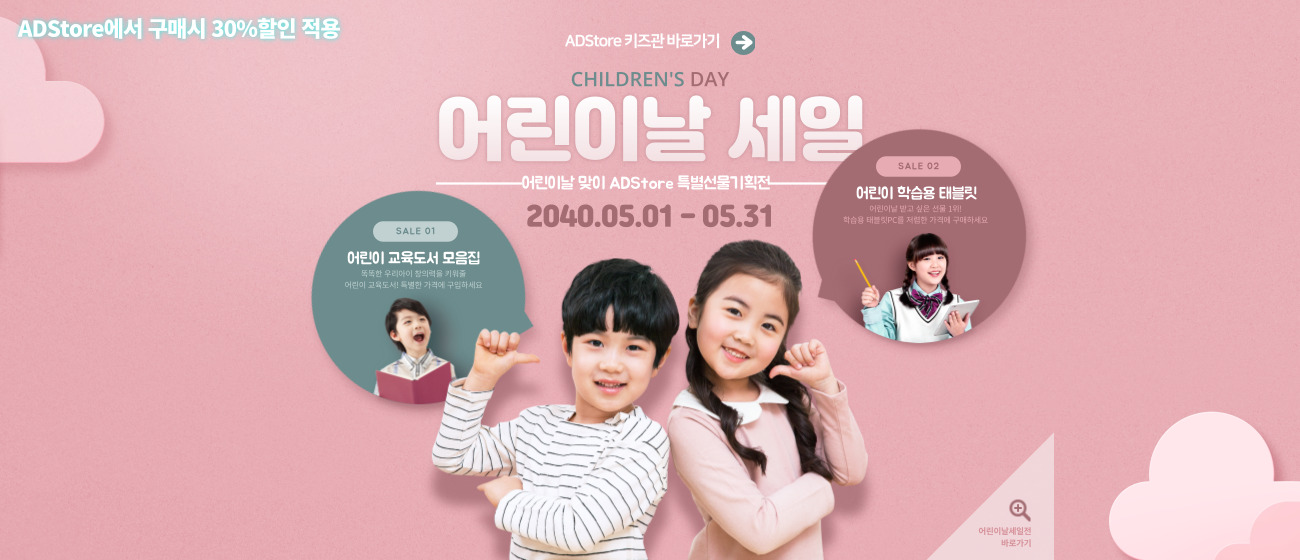 ADStore에서 구매시 30%할인 적용
ADStore 키즈관 바로가기
CHILDREN'S DAY
어린이날 세일
어린이날 맞이 ADStore 특별선물기획전
2040.05.01 - 05.31
SALE 01
어린이 교육도서 모음집
똑똑한 우리아이 창의력을 키워줄
어린이 교육도서! 특별한 가격에 구입하세요
SALE 02
어린이 학습용 태블릿
어린이날 받고 싶은 선물 1위!
학습용 태블릿PC를 저렴한 가격에 구매하세요
어린이날세일전
바로가기